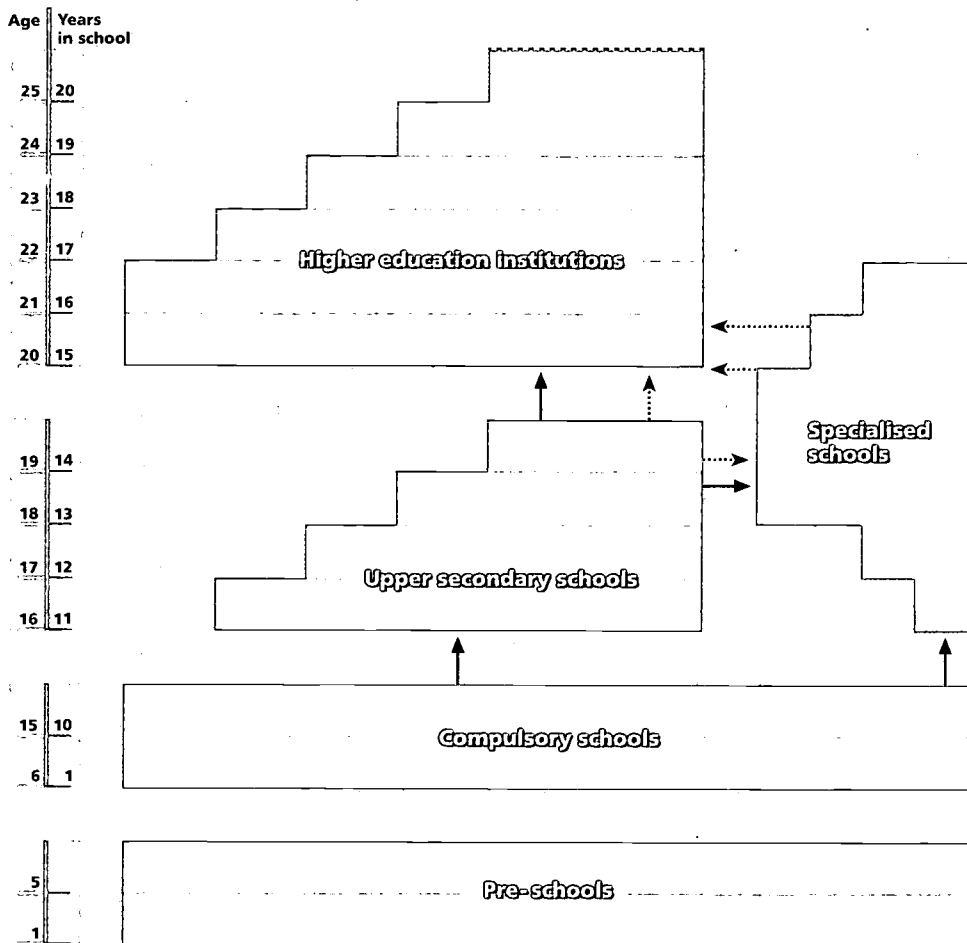 Age Years
in school
25 20
24 19
23 18
22 17
Higher education institutions
21 16
20 15
Specialised
schools
19 14
18 13
17 12
Upper secondary schools
16 11
15 10
Compulsory schools
6 1
5
Pre-schools
1